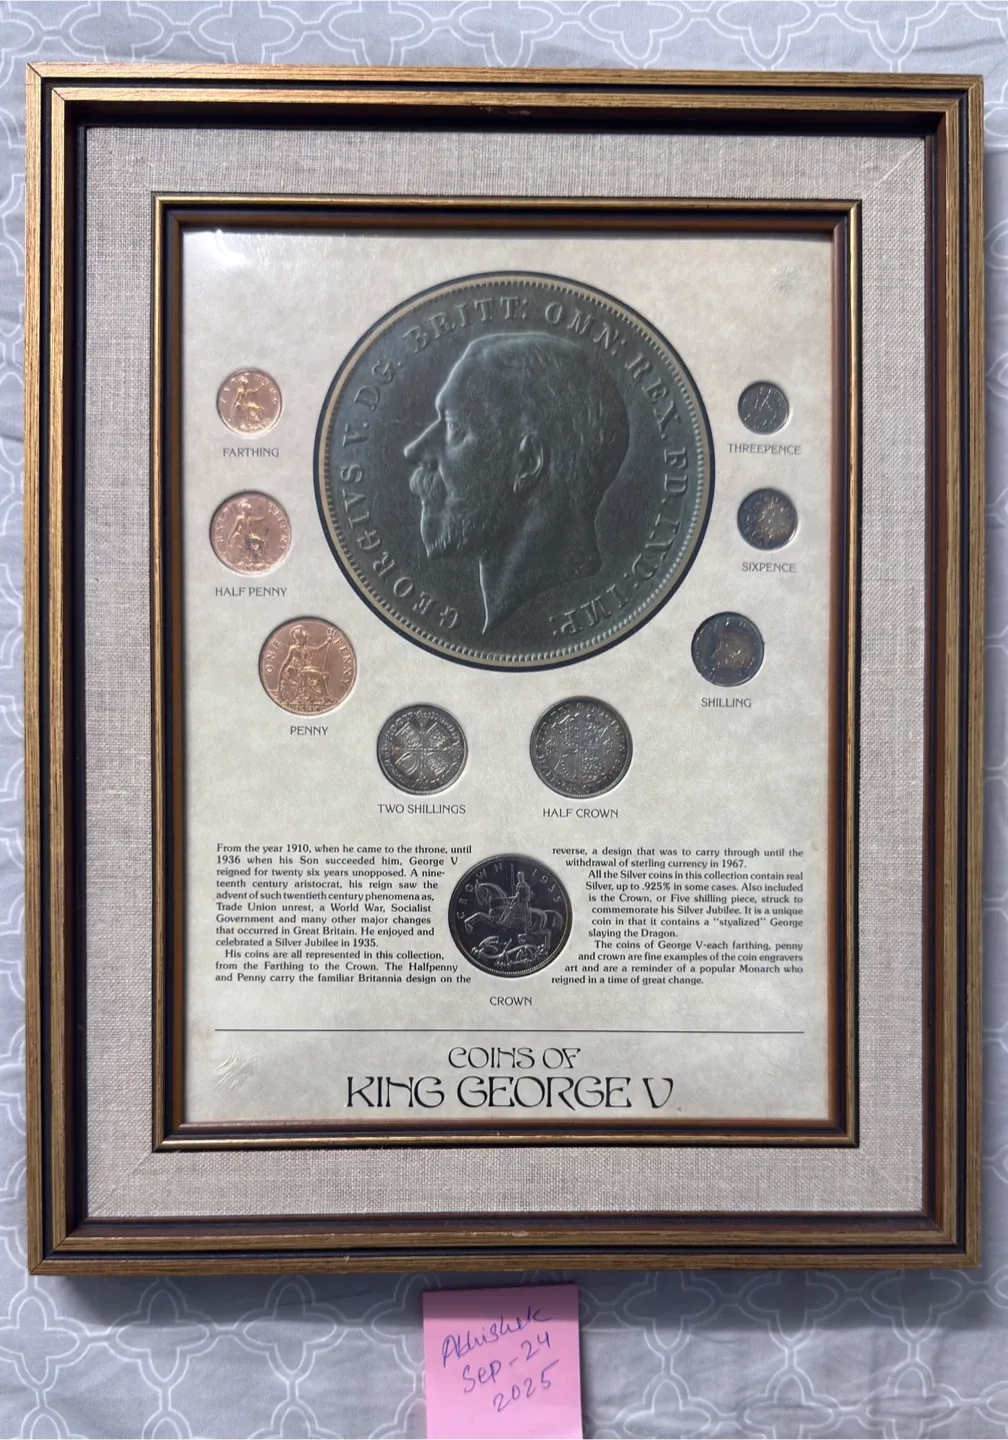 GEORGIVS V. D.G. BRITT: OMN: REX. F.D. IND: IMP.
FARTHING
HALF PENNY
ONE PENNY
PENNY
THREEPENCE
SIXPENCE
SHILLING
TWO SHILLINGS
HALF CROWN
From the year 1910, when he came to the throne, until
1936 when his Son succeeded him, George V
reigned for twenty six years unopposed. A nine-
teenth century aristocrat, his reign saw the
advent of such twentieth century phenomena as,
Trade Union unrest, a World War, Socialist
Government and many other major changes
that occurred in Great Britain. He enjoyed and
celebrated a Silver Jubilee in 1935.
His coins are all represented in this collection,
from the Farthing to the Crown. The Halfpenny
and Penny carry the familiar Britannia design on the
reverse, a design that was to carry through until the
withdrawal of sterling currency in 1967.
All the Silver coins in this collection contain real
Silver, up to .925% in some cases. Also included
is the Crown, or Five shilling piece, struck to
commemorate his Silver Jubilee. It is a unique
coin in that it contains a "styalized" George
slaying the Dragon.
The coins of George V-each farthing, penny
and crown are fine examples of the coin engravers
art and are a reminder of a popular Monarch who
reigned in a time of great change.
CROWN 1935
CROWN
COINS OF
KING GEORGE V
Abhishek
Sep-24
2025